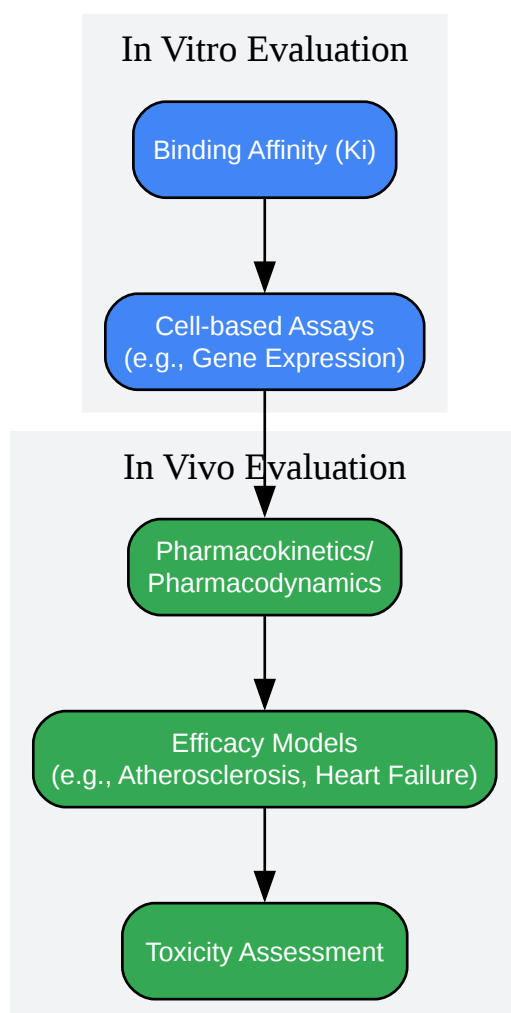 In Vitro Evaluation
Binding Affinity (Ki)
Cell-based Assays
(e.g., Gene Expression)
In Vivo Evaluation
Pharmacokinetics/
Pharmacodynamics
Efficacy Models
(e.g., Atherosclerosis, Heart Failure)
Toxicity Assessment